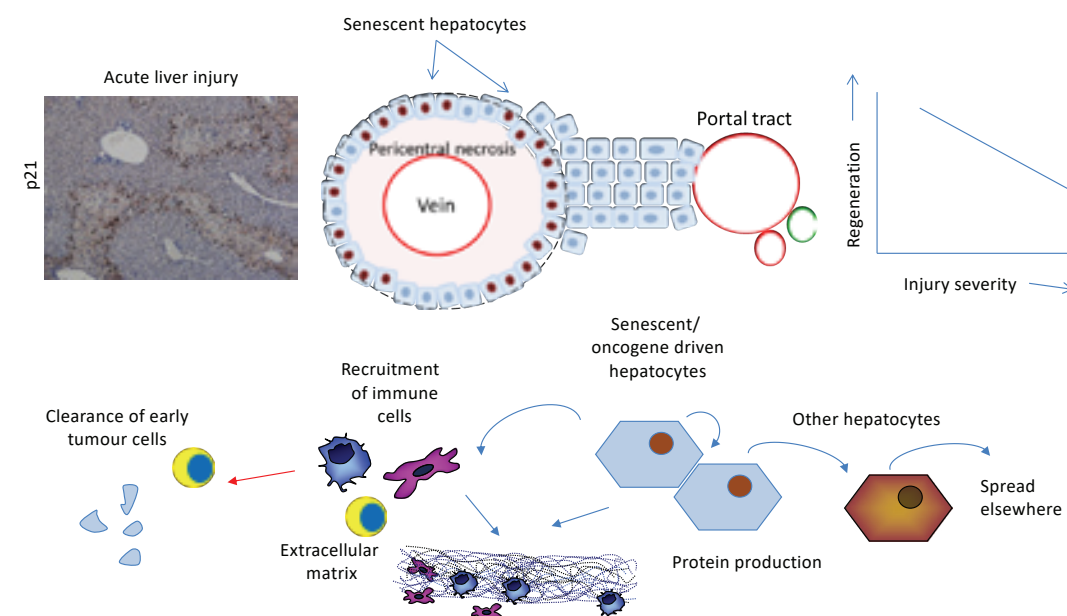 Senescent hepatocytes
Acute liver injury
p21
Pericentral necrosis
Vein
Portal tract
Regeneration
Injury severity
Senescent/
oncogene driven
hepatocytes
Recruitment
of immune
cells
Clearance of early
tumour cells
Other hepatocytes
Spread
elsewhere
Extracellular
matrix
Protein production